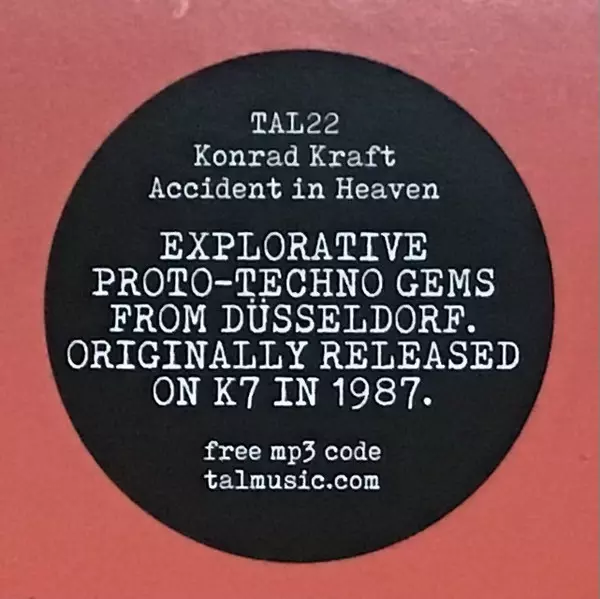 TAL22
Konrad Kraft
Accident in Heaven
EXPLORATIVE
PROTO-TECHNO GEMS
FROM DÜSSELDORF.
ORIGINALLY RELEASED
ON K7 IN 1987.
free mp3 code
talmusic.com